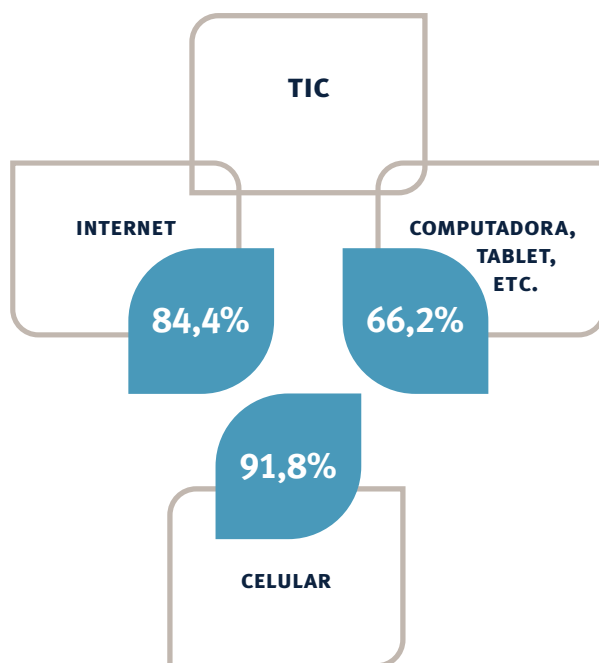 TIC
INTERNET
84,4%
COMPUTADORA,
TABLET,
ETC.
66,2%
91,8%
CELULAR